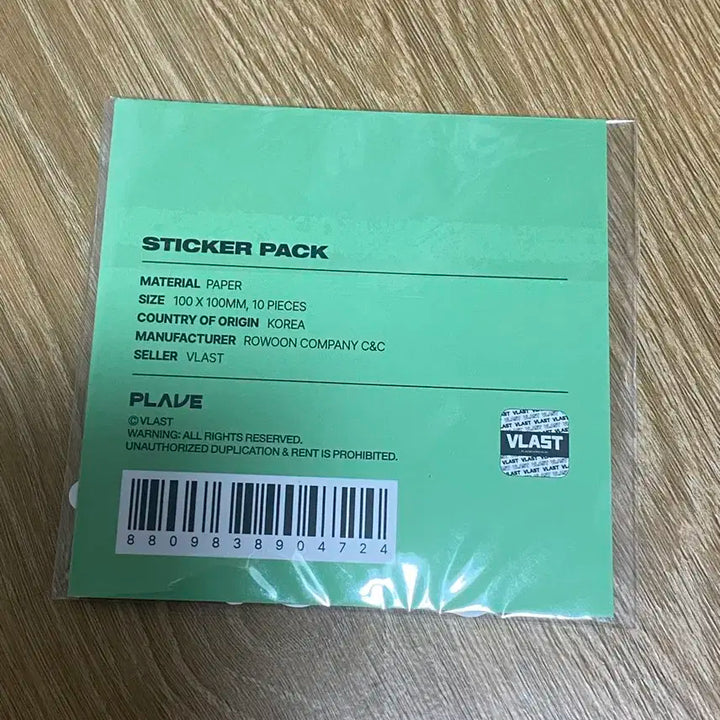 STICKER PACK
MATERIAL PAPER
SIZE 100 X 100MM, 10 PIECES
COUNTRY OF ORIGIN KOREA
MANUFACTURER ROWOON COMPANY C&C
SELLER VLAST
PLAVE
©VLAST
WARNING: ALL RIGHTS RESERVED.
UNAUTHORIZED DUPLICATION & RENT IS PROHIBITED.
8809838904724
VLAST